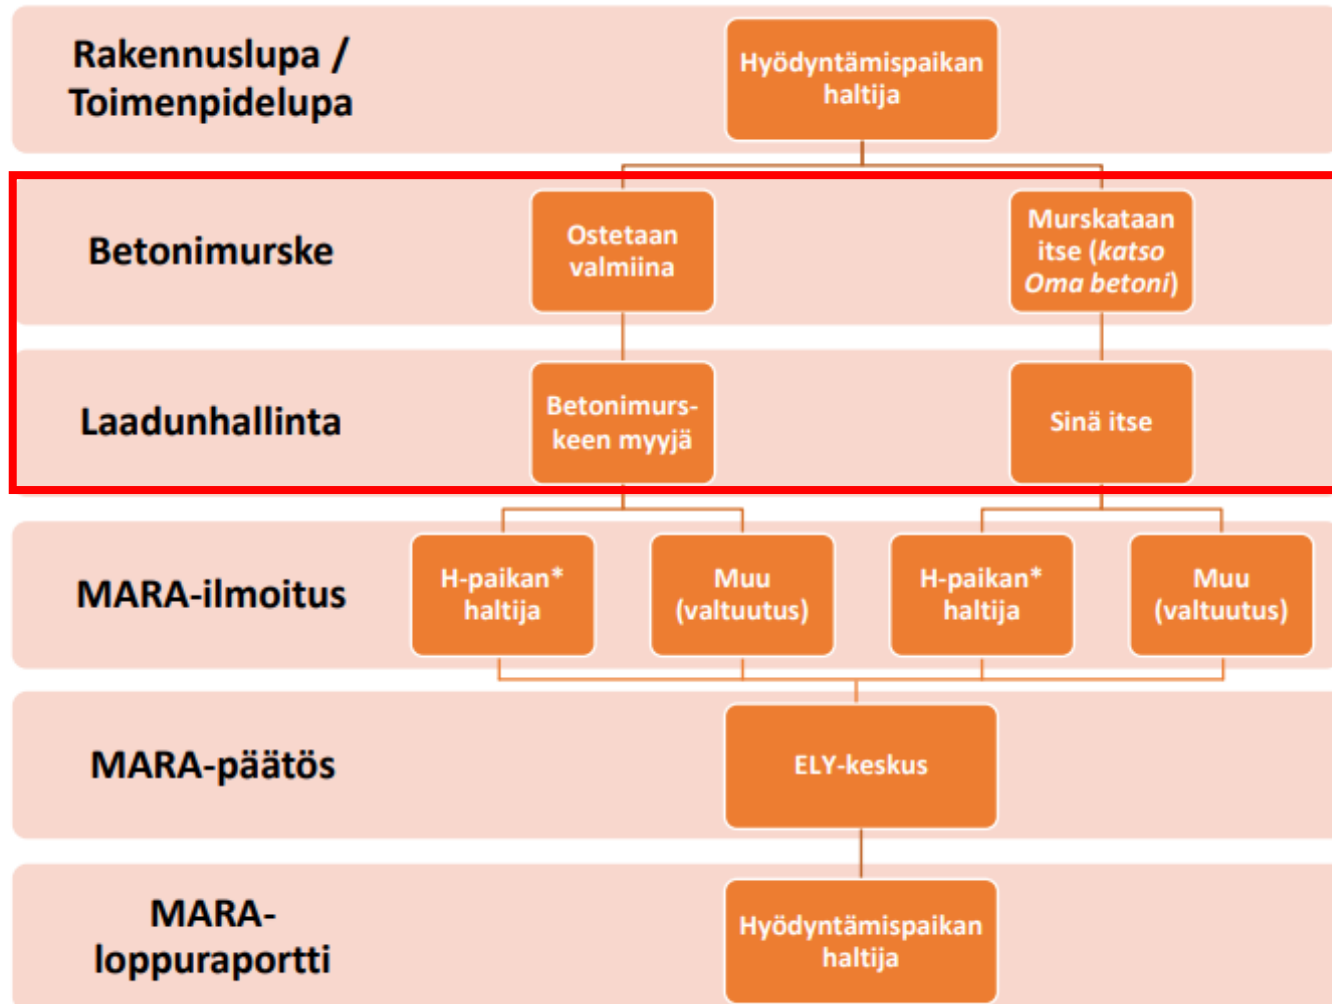 Rakennuslupa /
Toimenpidelupa
Hyödyntämispaikan
haltija
Betonimurske
Ostetaan
valmiina
Murskataan
itse (katso
Oma betoni)
Laadunhallinta
Betonimurs-
keen myyjä
Sinä itse
MARA-ilmoitus
H-paikan*
haltija
Muu
(valtuutus)
H-paikan*
haltija
Muu
(valtuutus)
MARA-päätös
ELY-keskus
MARA-
loppuraportti
Hyödyntämispaikan
haltija